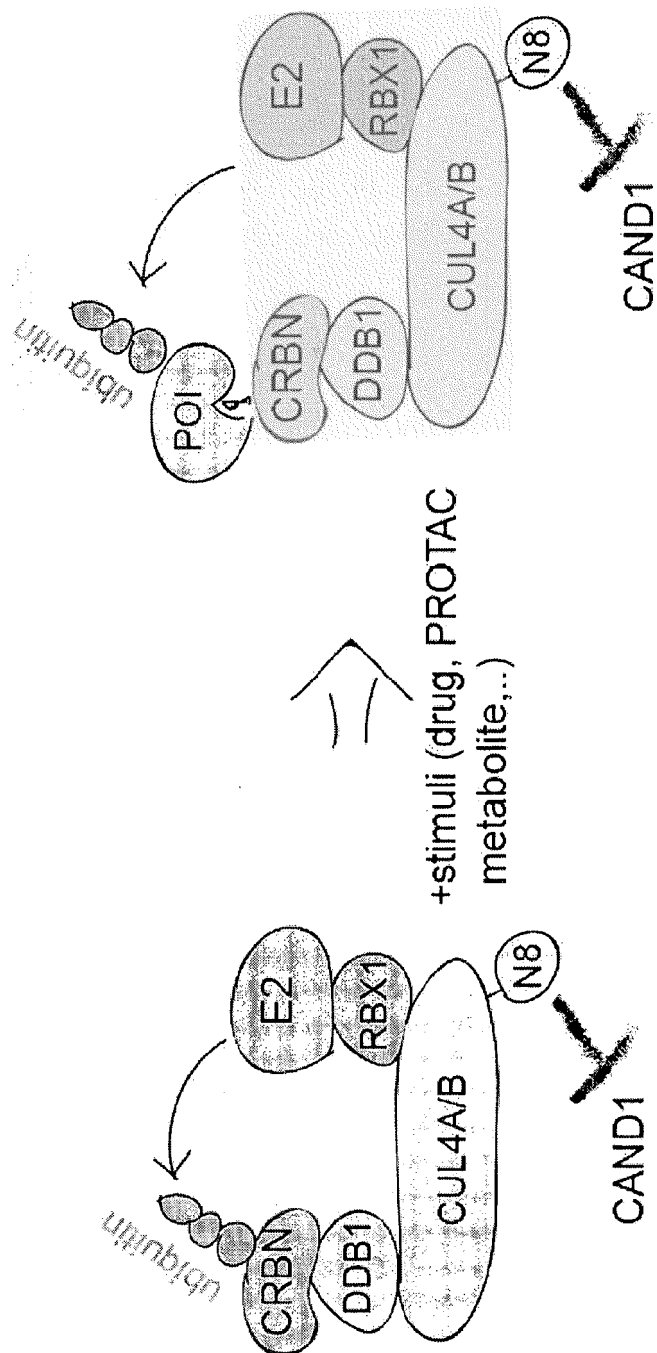 ubiquitin
CRBN
DDB1
E2
RBX1
CUL4A/B
N8
CAND1
+stimuli (drug, PROTAC
metabolite,..)
ubiquitin
POI
CRBN
DDB1
E2
RBX1
CUL4A/B
N8
CAND1